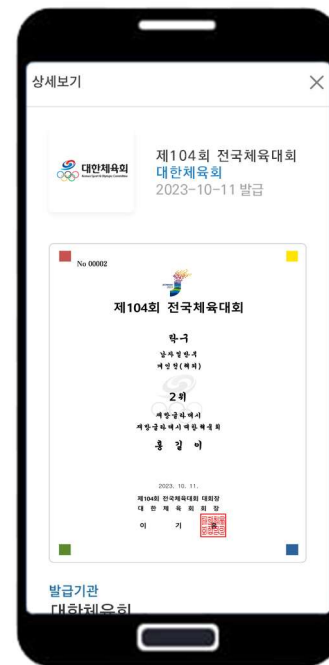 상세보기
대한체육회
제104회 전국체육대회
대한체육회
2023-10-11 발급
No 00002
제104회 전국체육대회
탁구
남자일반부
2위
홍길이
2023. 10. 11.
제104회 전국체육대회 대회장
대한체육회회장
이기
발급기관
대한체육회